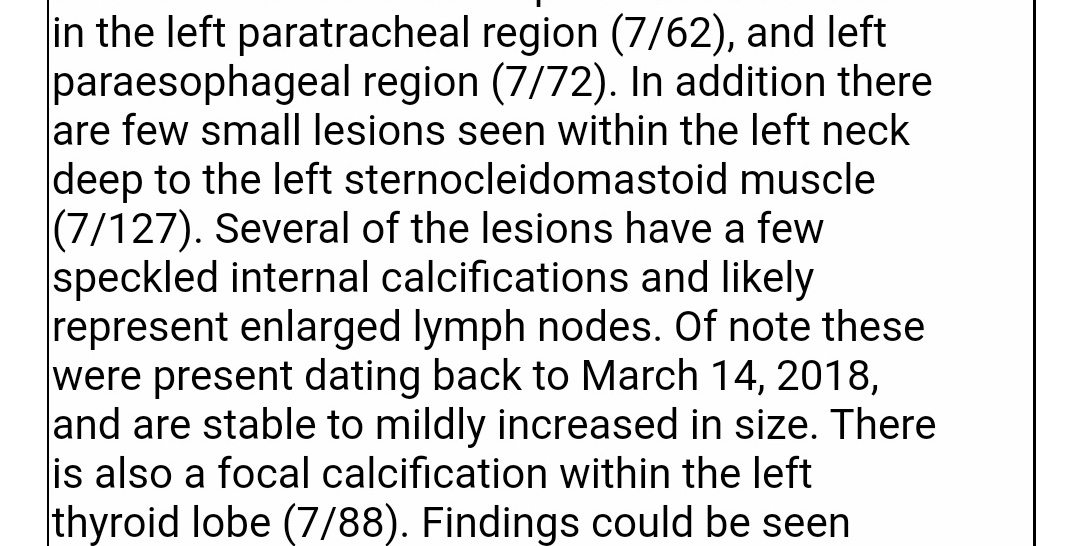 in the left paratracheal region (7/62), and left
paraesophageal region (7/72). In addition there
are few small lesions seen within the left neck
deep to the left sternocleidomastoid muscle
(7/127). Several of the lesions have a few
speckled internal calcifications and likely
represent enlarged lymph nodes. Of note these
were present dating back to March 14, 2018,
and are stable to mildly increased in size. There
is also a focal calcification within the left
thyroid lobe (7/88). Findings could be seen